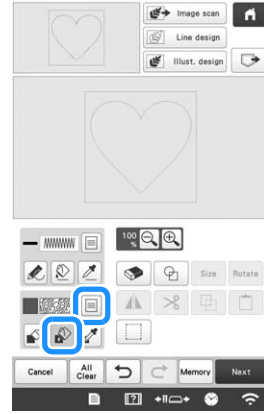 Image scan
Line design
Illust. design
100 %
Size
Rotate
Cancel
All Clear
Memory
Next